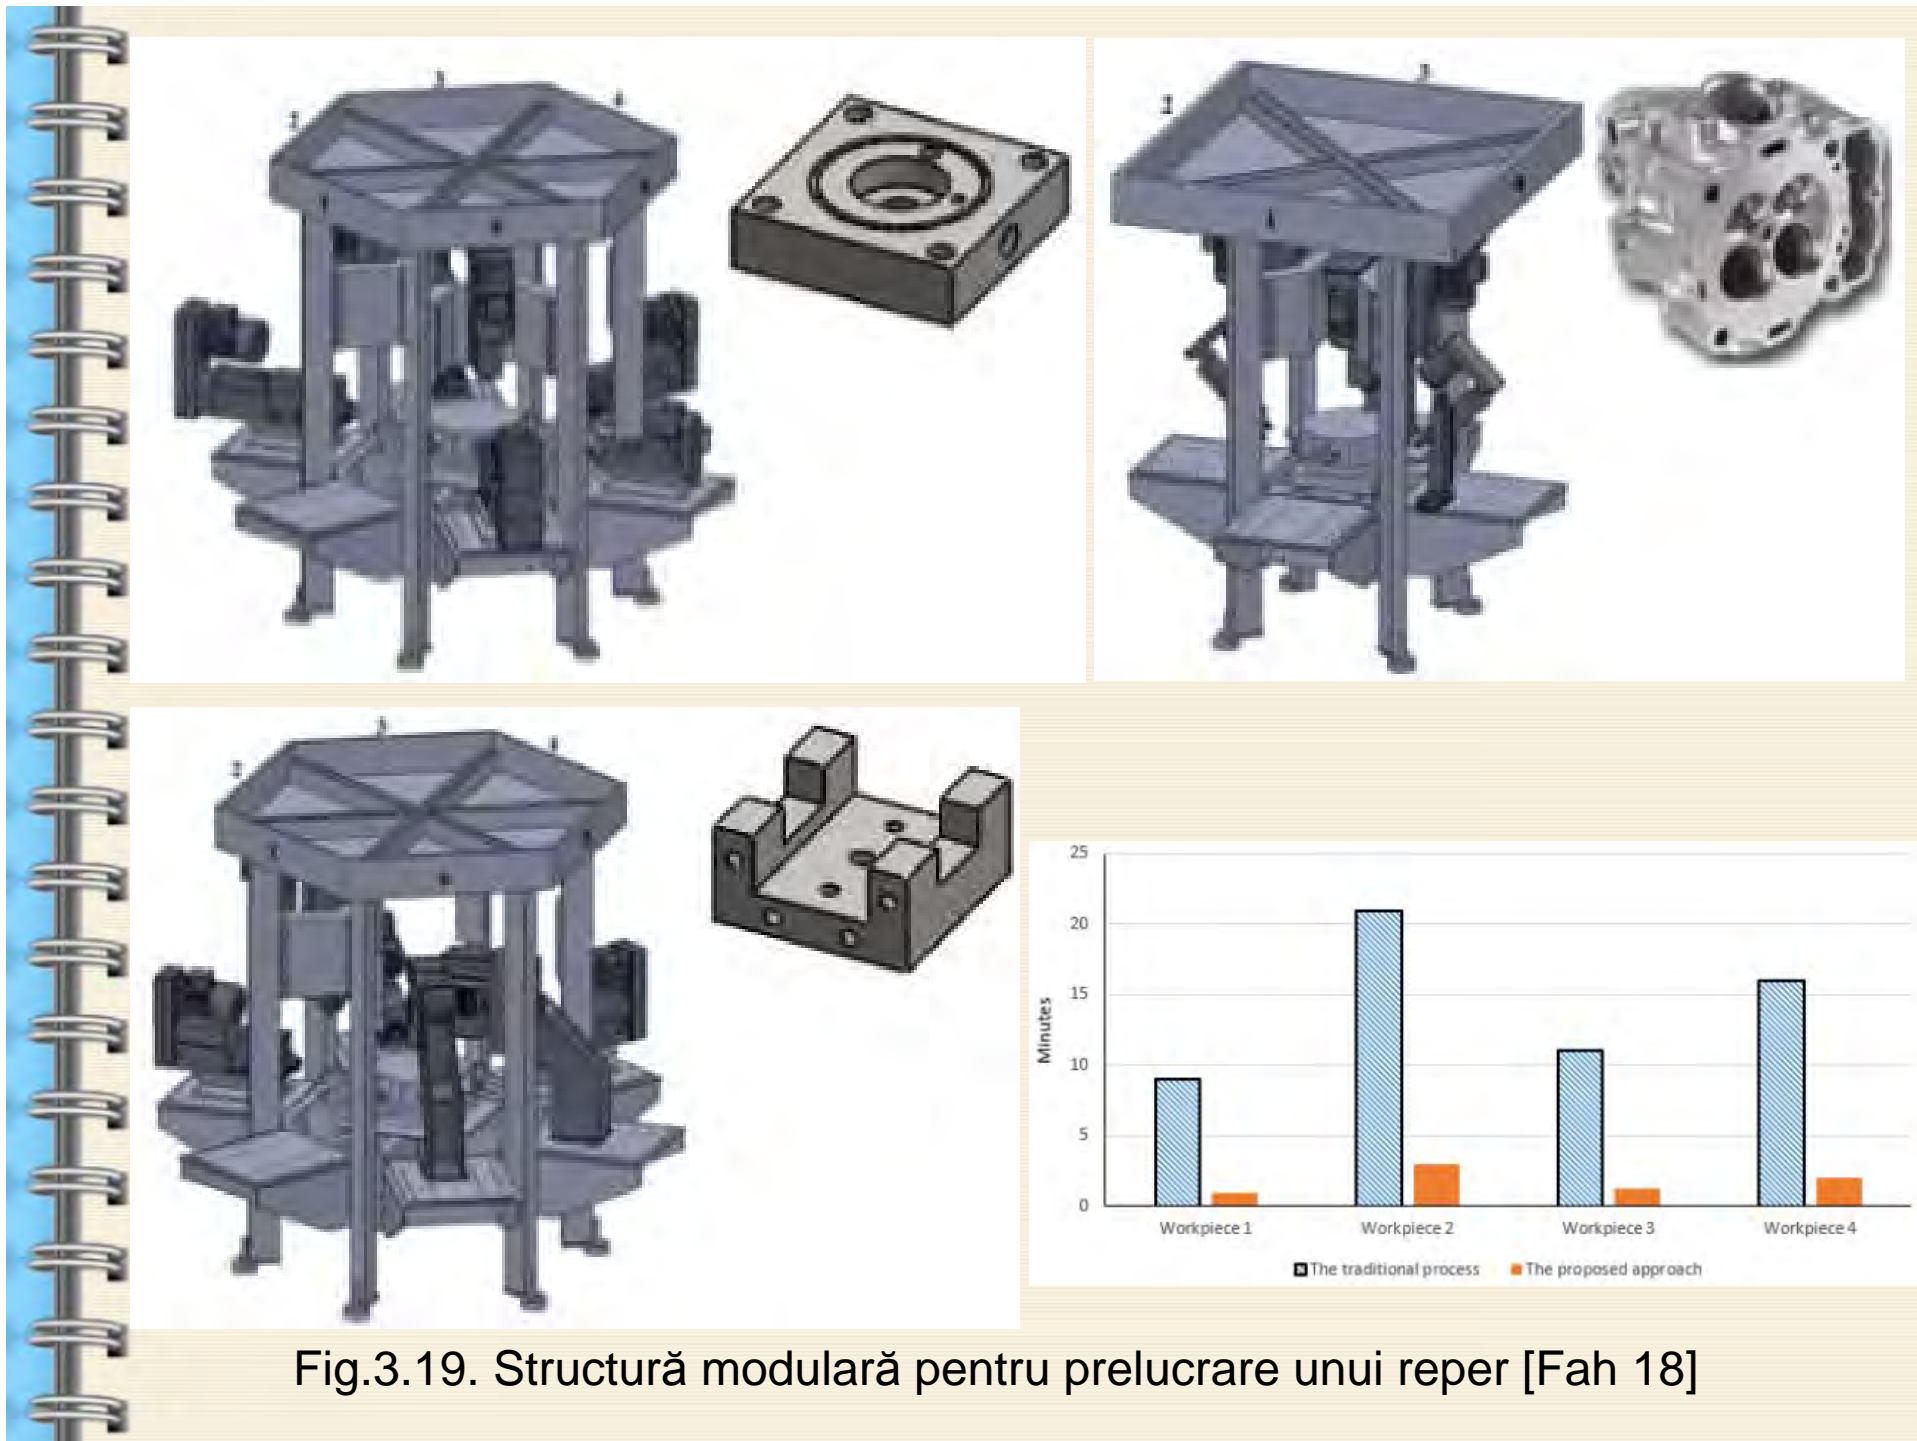 25
20
15
10
5
0
Minutes
Workpiece 1 Workpiece 2 Workpiece 3 Workpiece 4
The traditional process The proposed approach
Fig.3.19. Structură modulară pentru prelucrare unui reper [Fah 18]